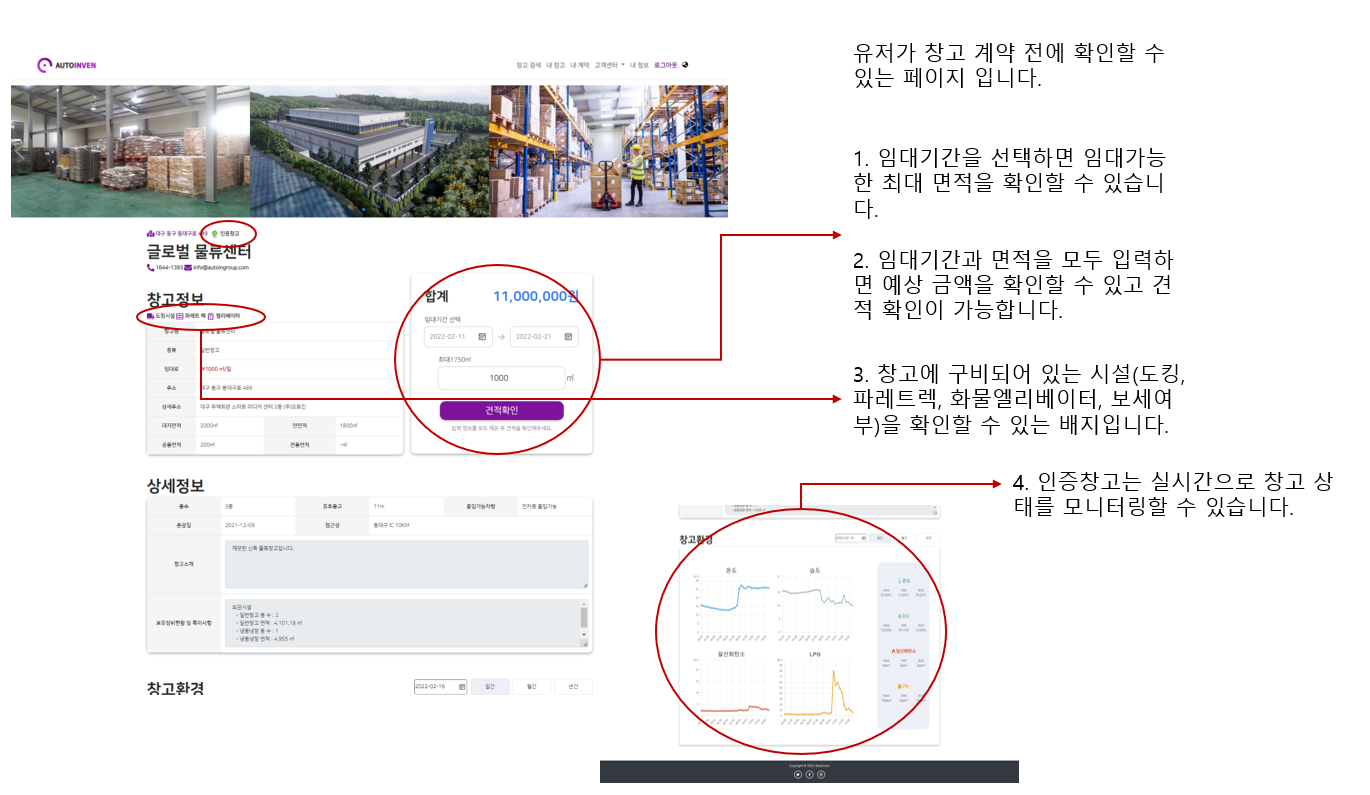 AUTOINVEN
창고 검색 내 창고 내 계약 고객센터 내 정보 로그아웃
대구 동구 동대구로 489 인증창고
글로벌 물류센터
1644-1393 info@autoingroup.com
창고정보
도킹시설 파레트 랙 엘리베이터
창고명 글로벌 물류센터
종류 일반창고
임대료 ₩1000 ㎡/일
주소 대구 동구 동대구로 489
상세주소 대구 무역회관 스마트 미디어 센터 2층 (주)오토인
대지면적 2000㎡ 연면적 1800㎡
공용면적 200㎡ 전용면적 -㎡
합계 11,000,000원
임대기간 선택
2022-02-11 → 2022-02-21
최대1750㎡
1000 ㎡
견적확인
입력 정보를 모두 채운 후 견적을 확인해주세요.
상세정보
층수 3층 유효층고 11m 출입가능차량 전차종 출입가능
준공일 2021-12-09 접근성 동대구 IC 10KM
창고소개 깨끗한 신축 물류창고입니다.
보유장비현황 및 특이사항
보관시설
- 일반창고 동 수 : 2
- 일반창고 면적 : 4,101.18 ㎡
- 냉동냉장 동 수 : 1
- 냉동냉장 면적 : 4,955 ㎡
창고환경
2022-02-16 일간 월간 년간
유저가 창고 계약 전에 확인할 수
있는 페이지 입니다.
1. 임대기간을 선택하면 임대가능
한 최대 면적을 확인할 수 있습니
다.
2. 임대기간과 면적을 모두 입력하
면 예상 금액을 확인할 수 있고 견
적 확인이 가능합니다.
3. 창고에 구비되어 있는 시설(도킹,
파레트렉, 화물엘리베이터, 보세여
부)을 확인할 수 있는 배지입니다.
4. 인증창고는 실시간으로 창고 상
태를 모니터링할 수 있습니다.
창고환경
2022-02-16 일간 월간 년간
온도 습도
일산화탄소 LPG
온도
습도
일산화탄소
LPG
Copyright © 2022 Autoinven